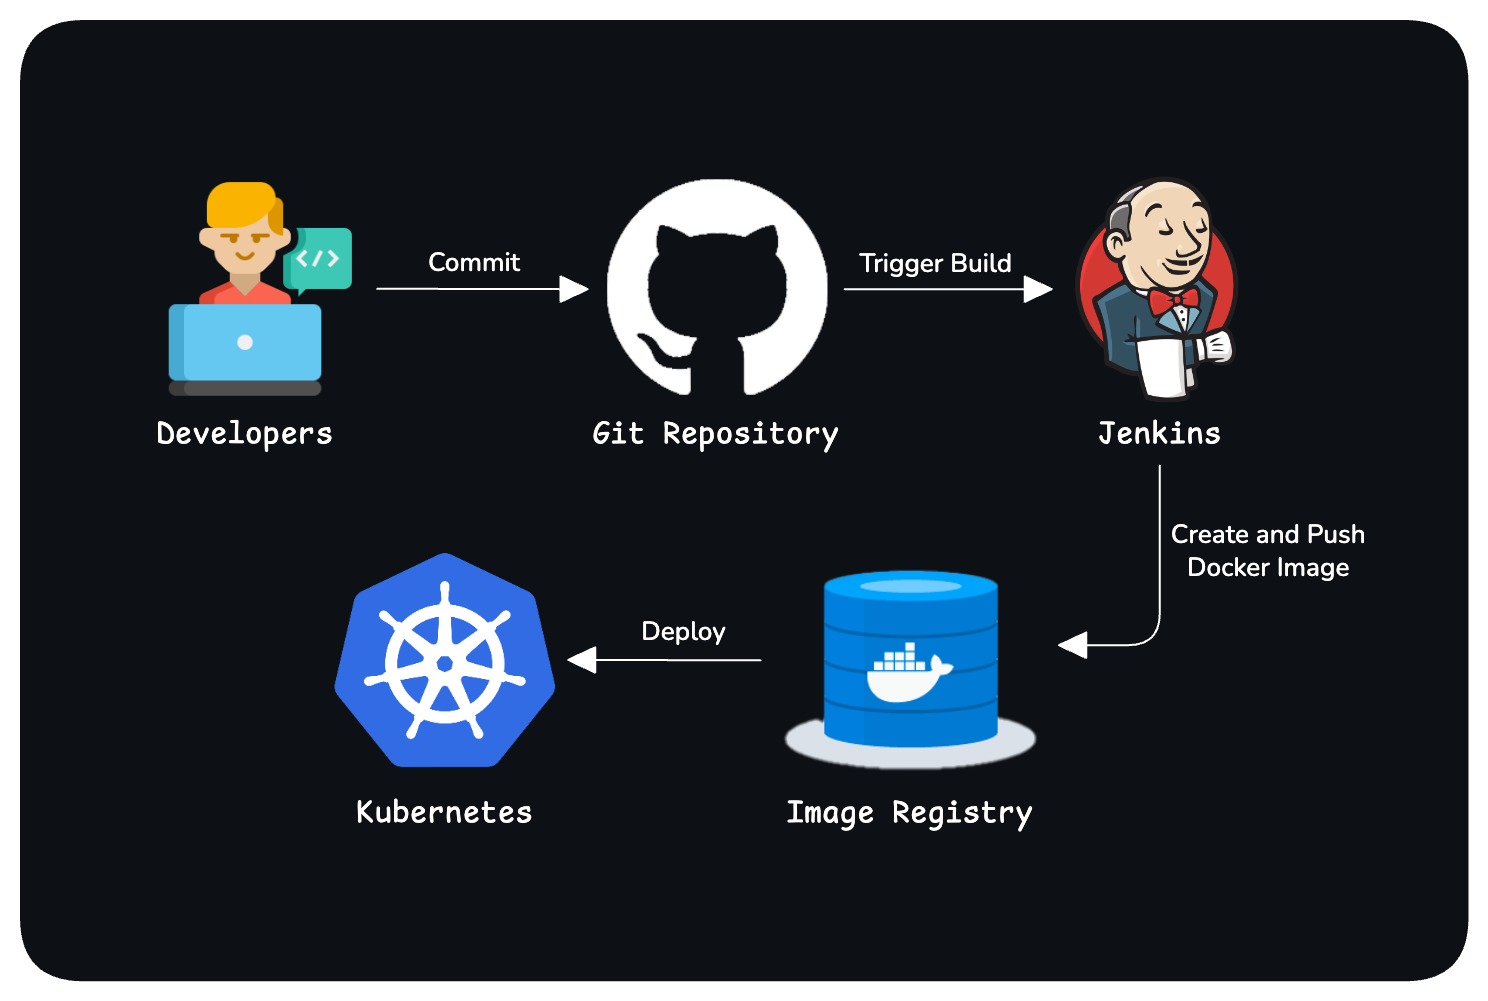 </>
Commit
Trigger Build
Developers
Git Repository
Jenkins
Create and Push
Docker Image
Deploy
Kubernetes
Image Registry